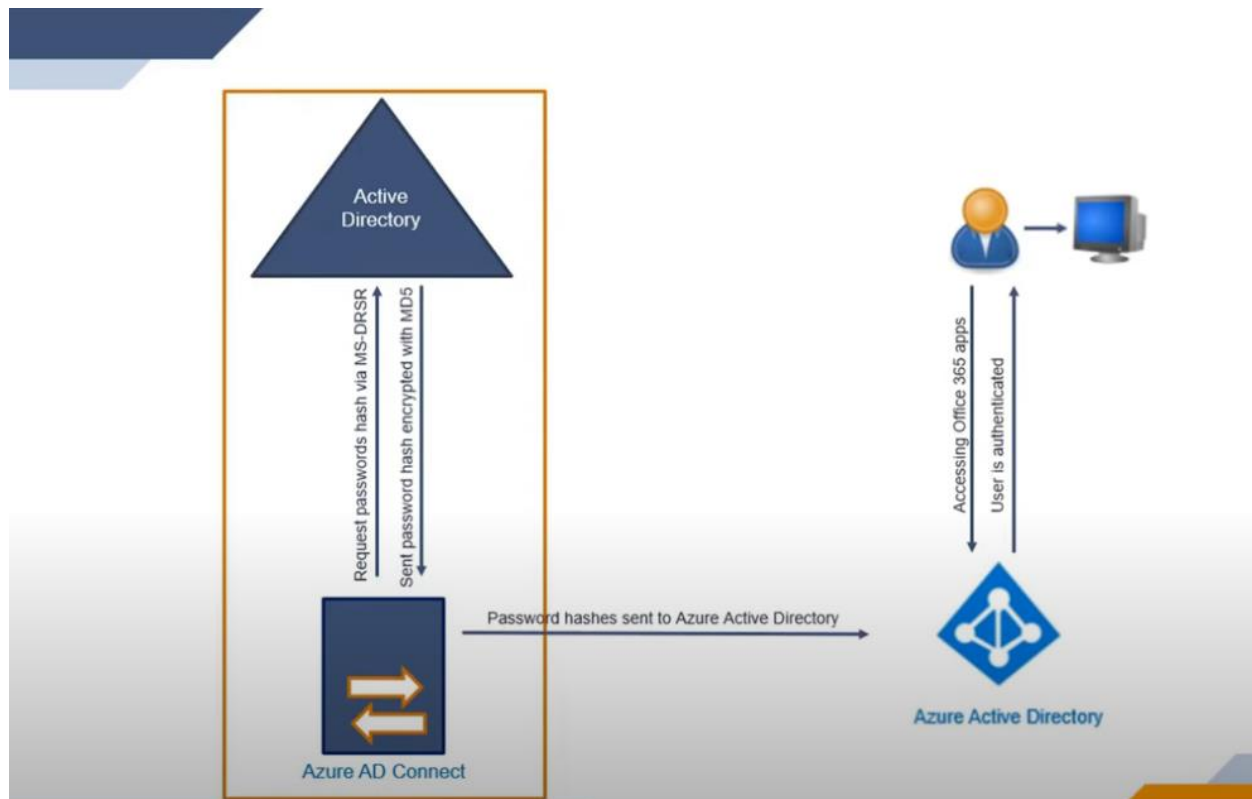 Active
Directory
Request passwords hash via MS-DRSR
Sent password hash encrypted with MD5
Accessing Office 365 apps
User is authenticated
Password hashes sent to Azure Active Directory
Azure Active Directory
Azure AD Connect